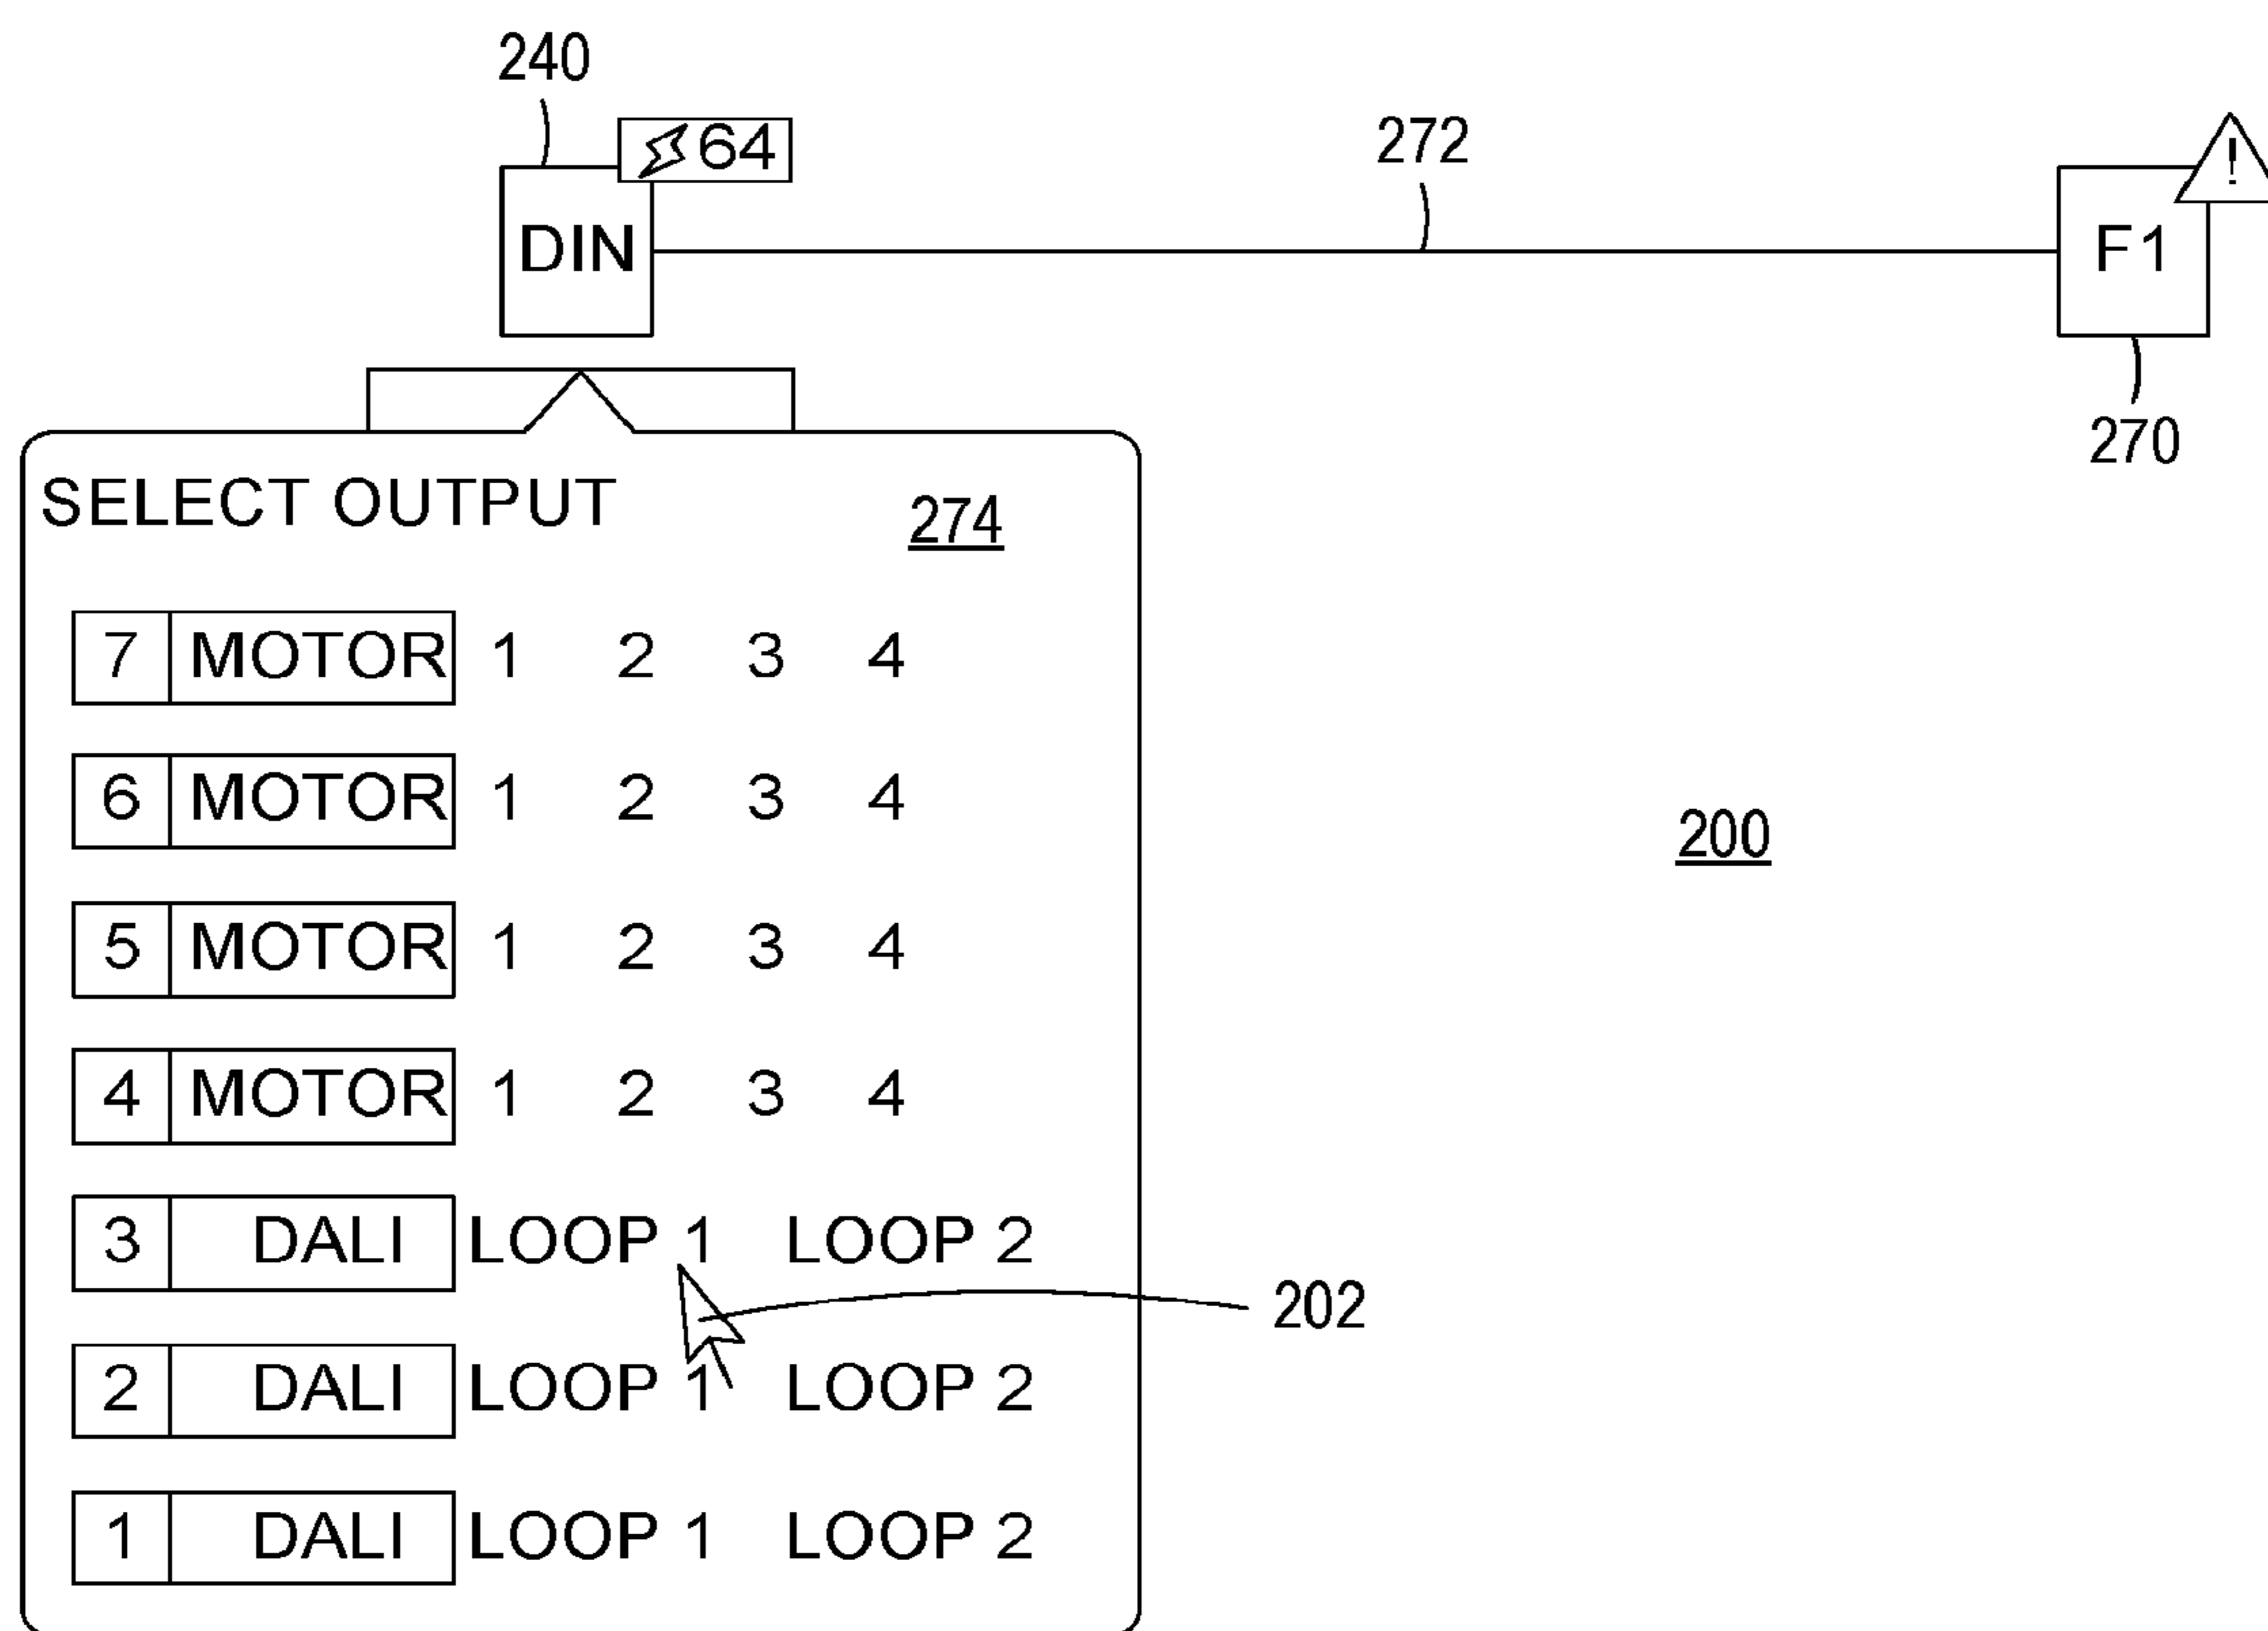 240
64
272
!
DIN
F1
270
SELECT OUTPUT
274
7 MOTOR 1 2 3 4
6 MOTOR 1 2 3 4
200
5 MOTOR 1 2 3 4
4 MOTOR 1 2 3 4
3 DALI LOOP 1 LOOP 2
202
2 DALI LOOP 1 LOOP 2
1 DALI LOOP 1 LOOP 2